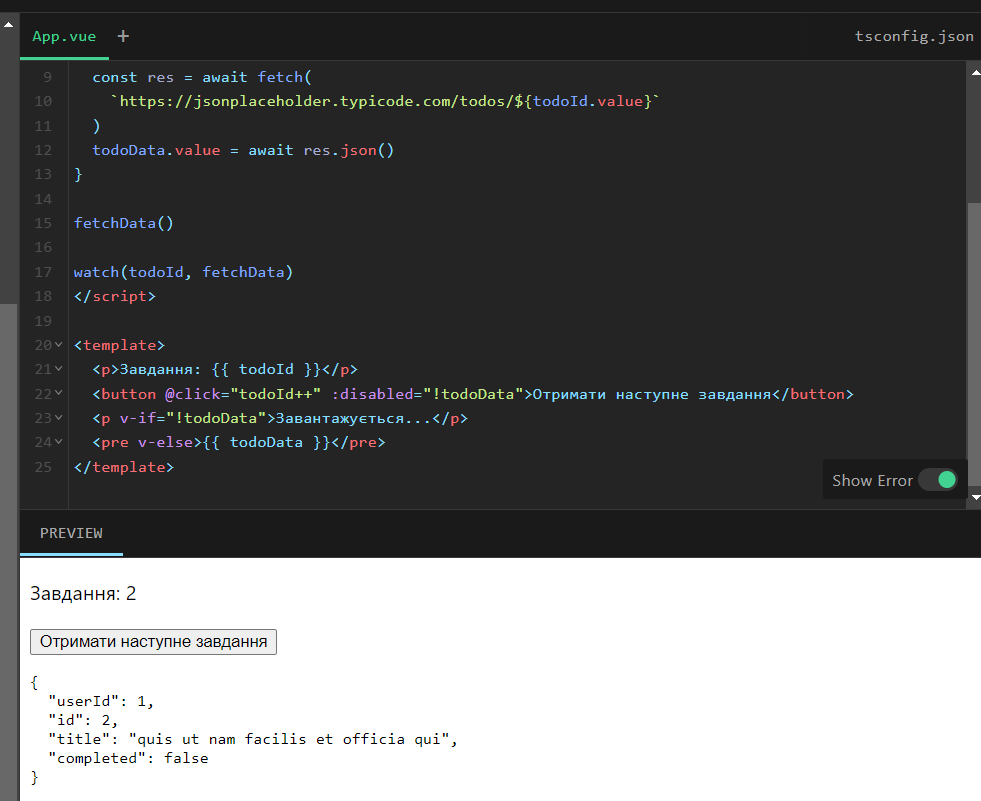 App.vue + tsconfig.json
9 const res = await fetch(
10 `https://jsonplaceholder.typicode.com/todos/${todoId.value}`
11 )
12 todoData.value = await res.json()
13 }
14
15 fetchData()
16
17 watch(todoId, fetchData)
18 </script>
19
20 <template>
21 <p>Завдання: {{ todoId }}</p>
22 <button @click="todoId++" :disabled="!todoData">Отримати наступне завдання</button>
23 <p v-if="!todoData">Завантажується...</p>
24 <pre v-else>{{ todoData }}</pre>
25 </template>
Show Error
PREVIEW
Завдання: 2
Отримати наступне завдання
{
"userId": 1,
"id": 2,
"title": "quis ut nam facilis et officia qui",
"completed": false
}